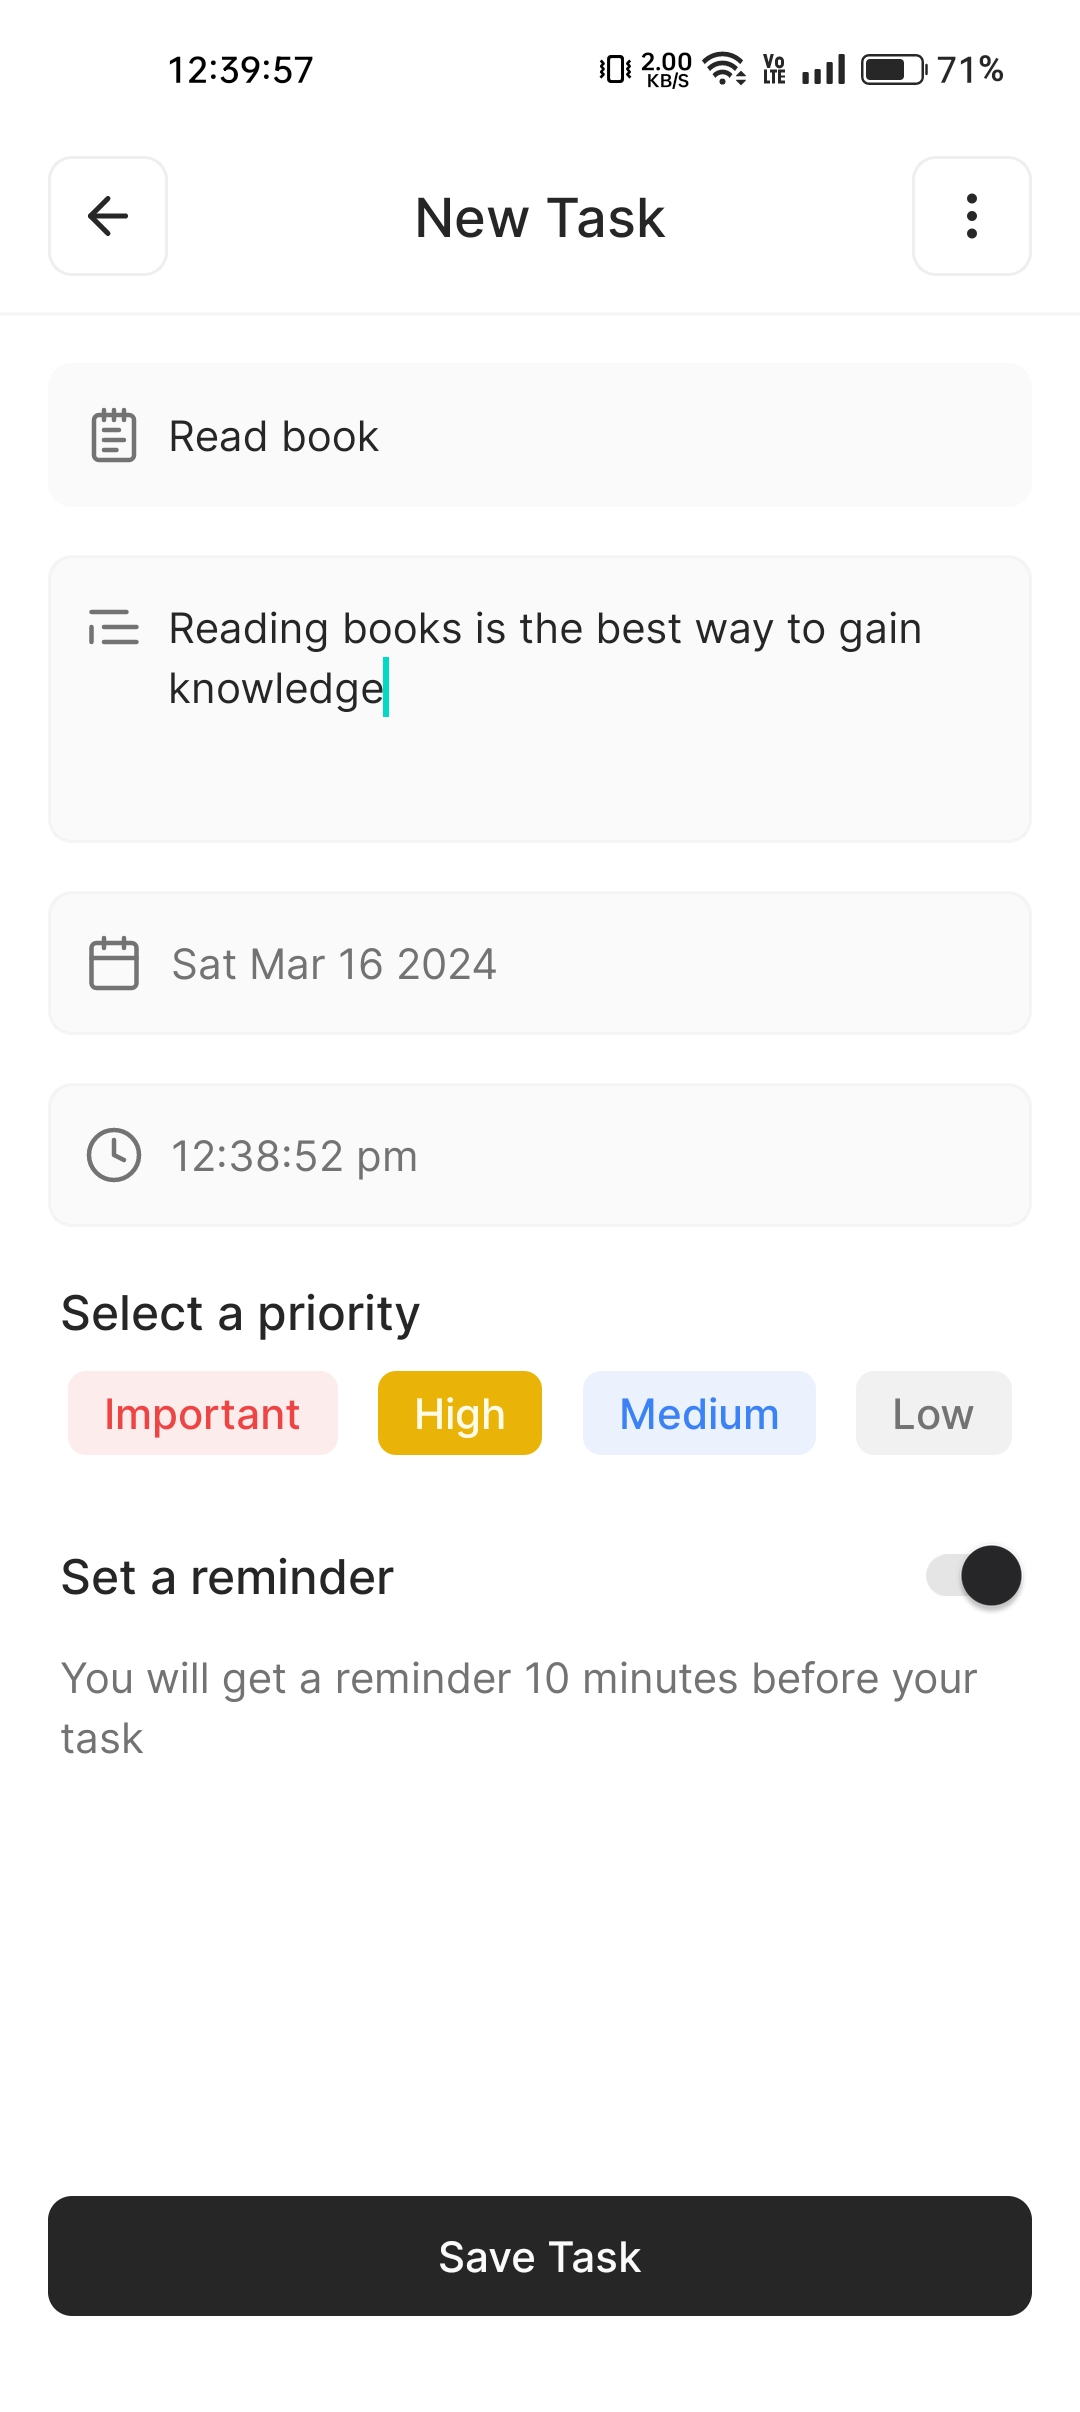 12:39:57 2.00 KB/S Vo LTE 71%
New Task
Read book
Reading books is the best way to gain
knowledge
Sat Mar 16 2024
12:38:52 pm
Select a priority
Important High Medium Low
Set a reminder
You will get a reminder 10 minutes before your
task
Save Task